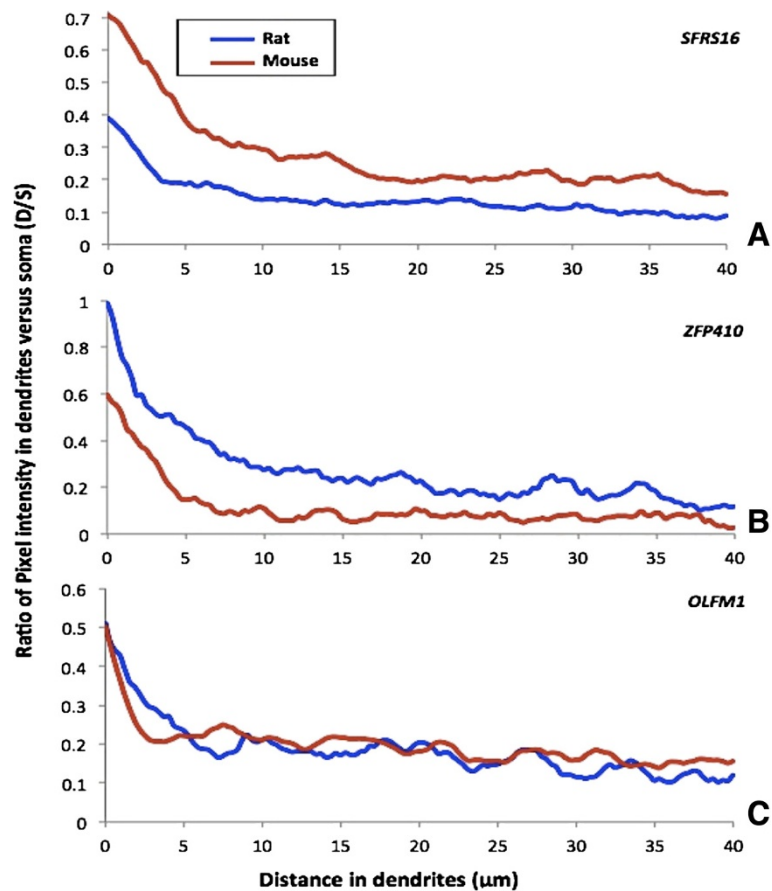 Ratio of Pixel intensity in dendrites versus soma (D/S)
0.7
0.6
0.5
0.4
0.3
0.2
0.1
0
Rat
Mouse
SFRS16
A
0 5 10 15 20 25 30 35 40
1
0.8
0.6
0.4
0.2
0
ZFP410
B
0 5 10 15 20 25 30 35 40
0.6
0.5
0.4
0.3
0.2
0.1
0
OLFM1
C
0 5 10 15 20 25 30 35 40
Distance in dendrites (µm)